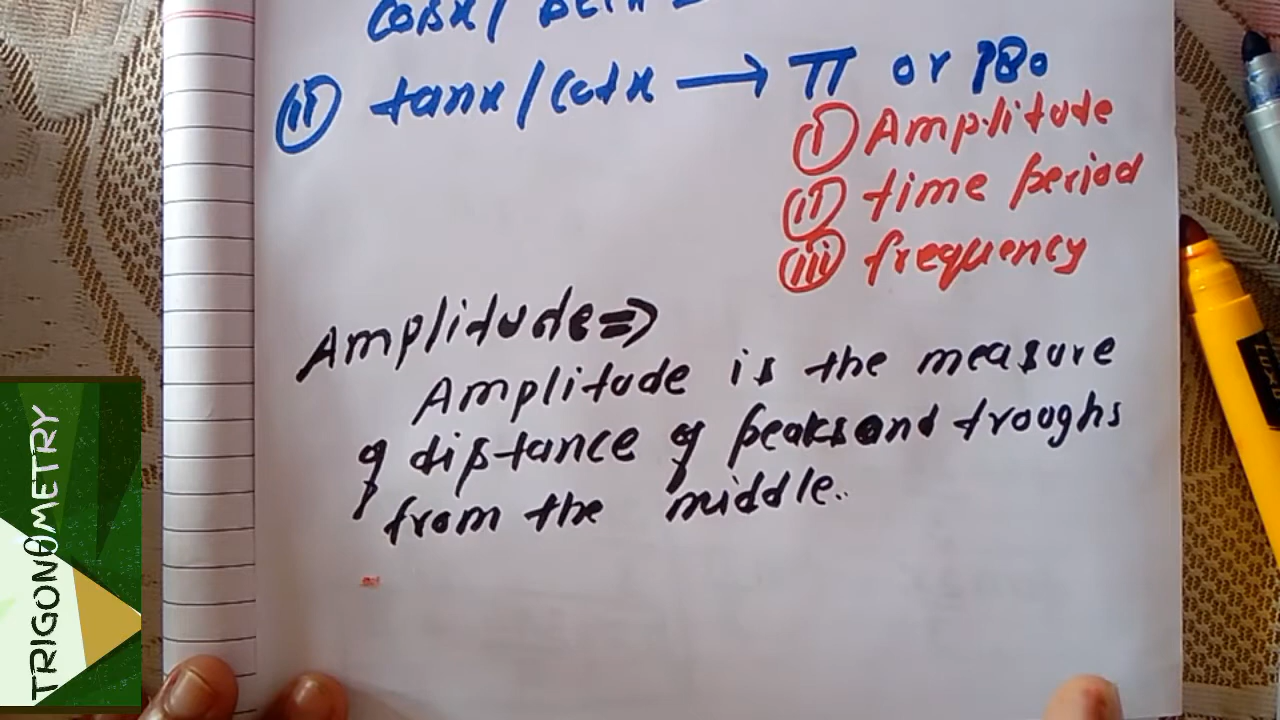 cosx/
(ii) tanx/cotx → π or 180
(i) Amplitude
(ii) time period
(iii) frequency
Amplitude ⇒
Amplitude is the measure
of distance of peaks and troughs
from the middle..
TRIGONOMETRY